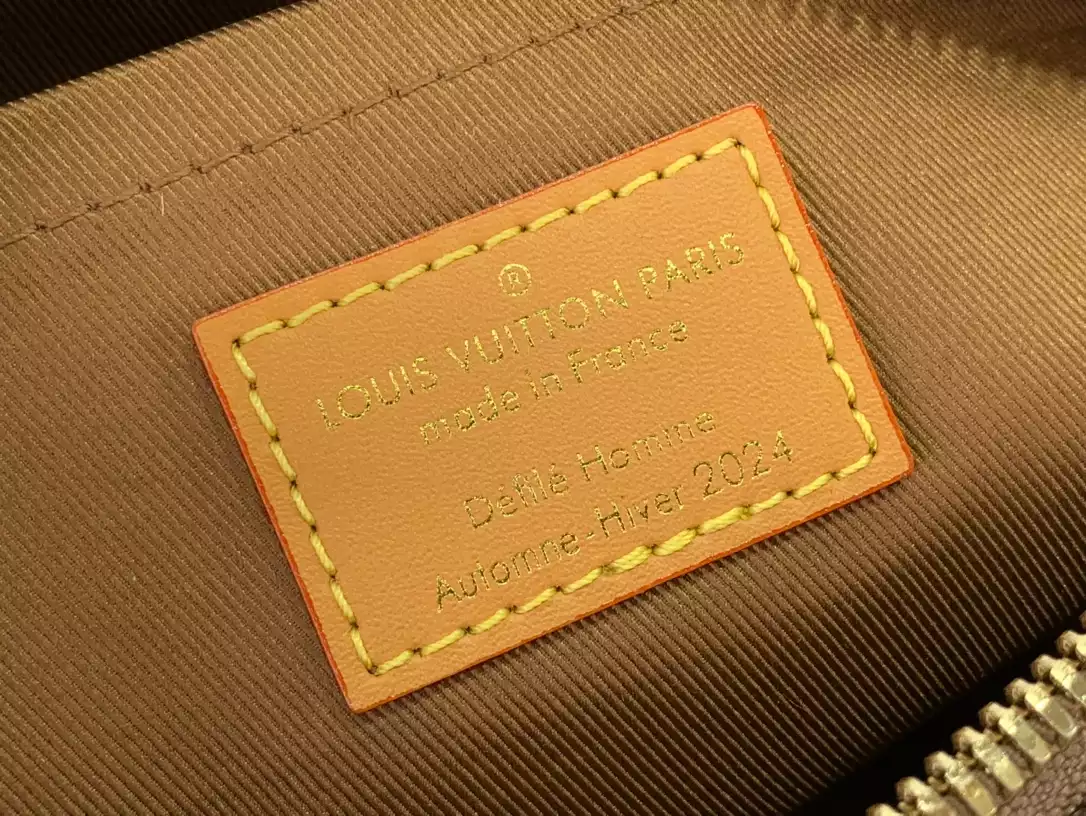 ®
LOUIS VUITTON PARIS
made in France
Défilé Homme
Automne-Hiver 2024